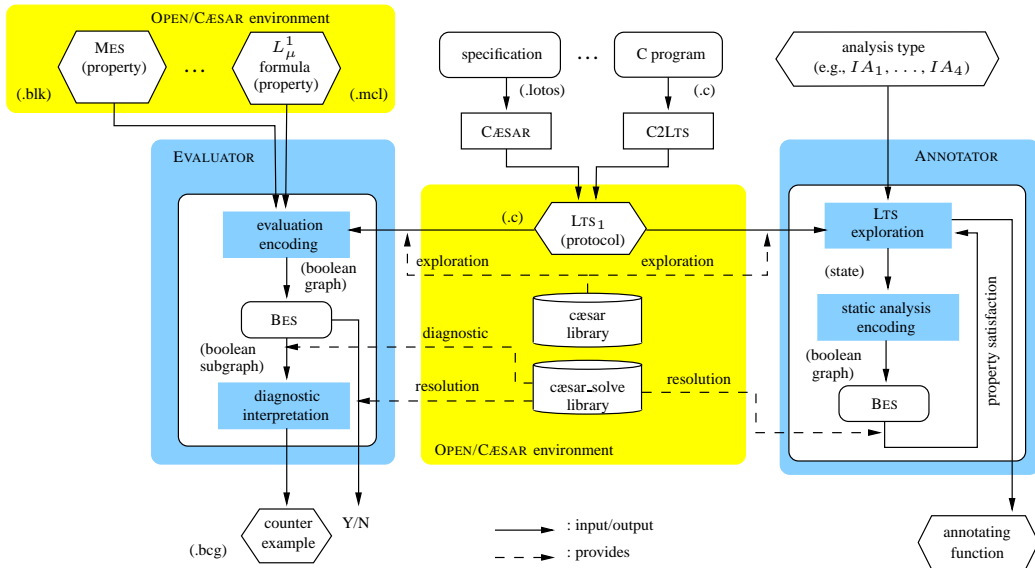 OPEN/CÆSAR environment
MES
(property)
...
L¹μ
formula
(property)
(.blk)
(.mcl)
specification
...
C program
(.lotos)
(.c)
CÆSAR
C2LTS
analysis type
(e.g., IA₁, . . . , IA₄)
EVALUATOR
evaluation
encoding
(boolean
graph)
BES
(boolean
subgraph)
diagnostic
interpretation
counter
example
(.bcg)
Y/N
(.c)
LTS₁
(protocol)
exploration
exploration
cæsar
library
diagnostic
cæsar_solve
library
resolution
resolution
OPEN/CÆSAR environment
ANNOTATOR
LTS
exploration
(state)
static analysis
encoding
(boolean
graph)
BES
property satisfaction
annotating
function
: input/output
: provides